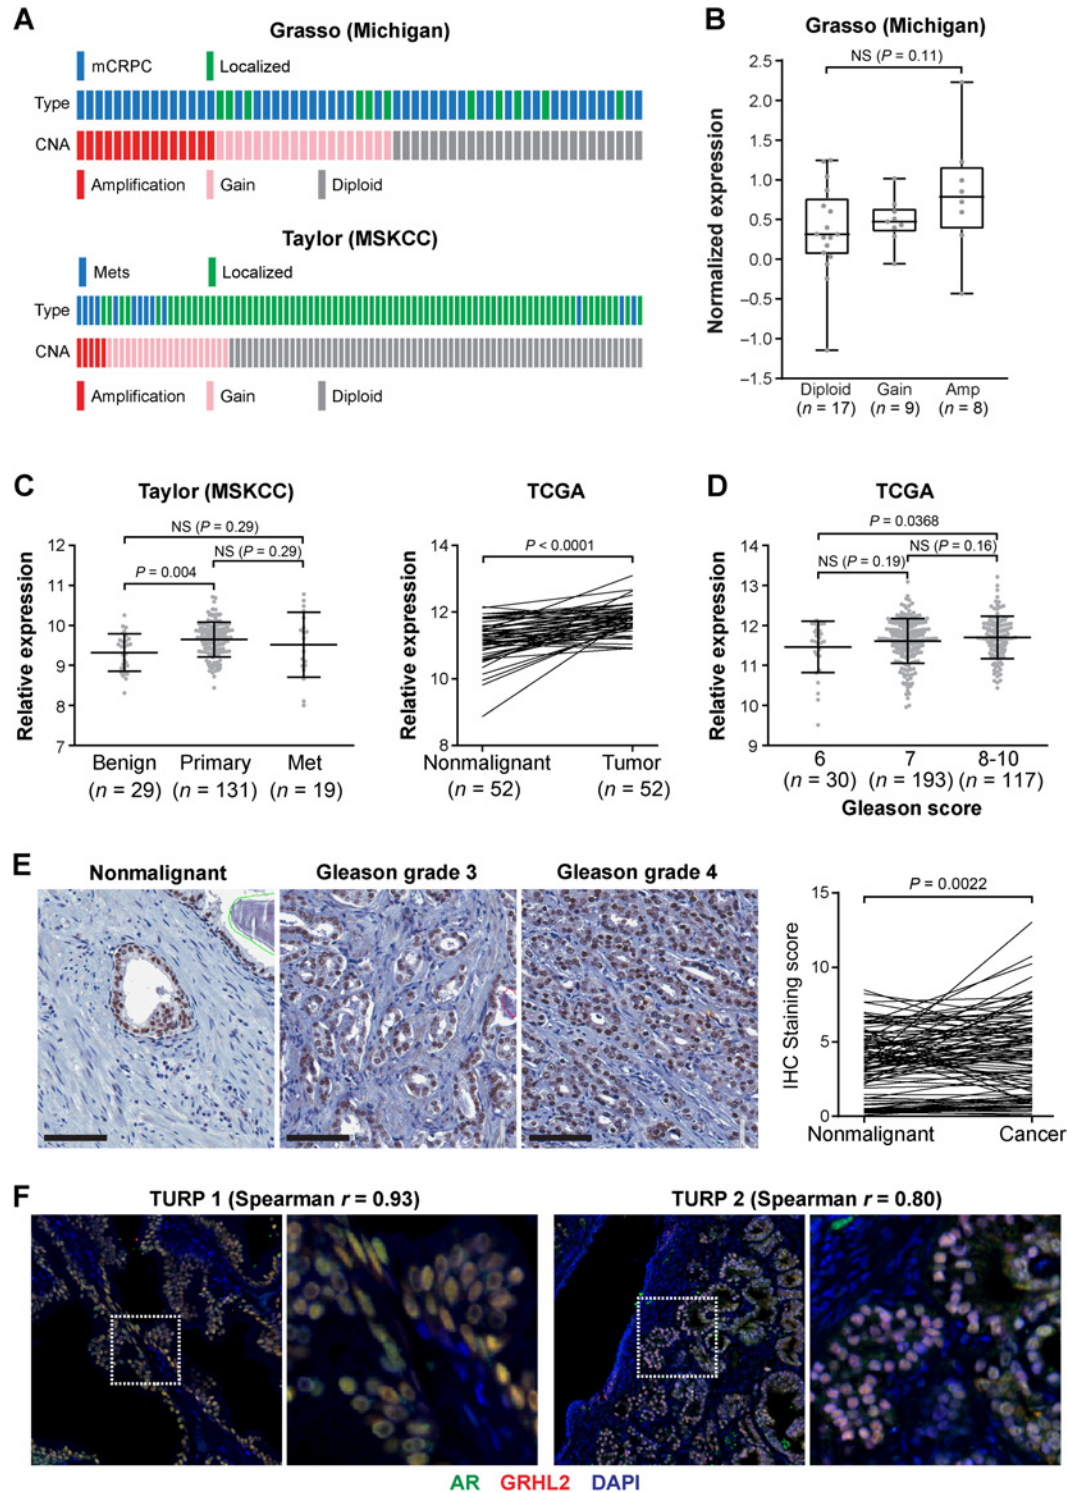 A
Grasso (Michigan)
mCRPC Localized
Type
CNA
Amplification Gain Diploid
Taylor (MSKCC)
Mets Localized
Type
CNA
Amplification Gain Diploid
B
Grasso (Michigan)
NS (P = 0.11)
Normalized expression
2.5
2.0
1.5
1.0
0.5
0.0
–0.5
–1.0
–1.5
Diploid Gain Amp
(n = 17) (n = 9) (n = 8)
C
Taylor (MSKCC)
NS (P = 0.29)
NS (P = 0.29)
P = 0.004
Relative expression
12
11
10
9
8
7
Benign Primary Met
(n = 29) (n = 131) (n = 19)
TCGA
P < 0.0001
Relative expression
14
12
10
8
Nonmalignant Tumor
(n = 52) (n = 52)
D
TCGA
P = 0.0368
NS (P = 0.16)
NS (P = 0.19)
Relative expression
14
13
12
11
10
9
6 7 8-10
(n = 30) (n = 193) (n = 117)
Gleason score
E
Nonmalignant Gleason grade 3 Gleason grade 4
P = 0.0022
IHC Staining score
15
10
5
0
Nonmalignant Cancer
F
TURP 1 (Spearman r = 0.93) TURP 2 (Spearman r = 0.80)
AR GRHL2 DAPI